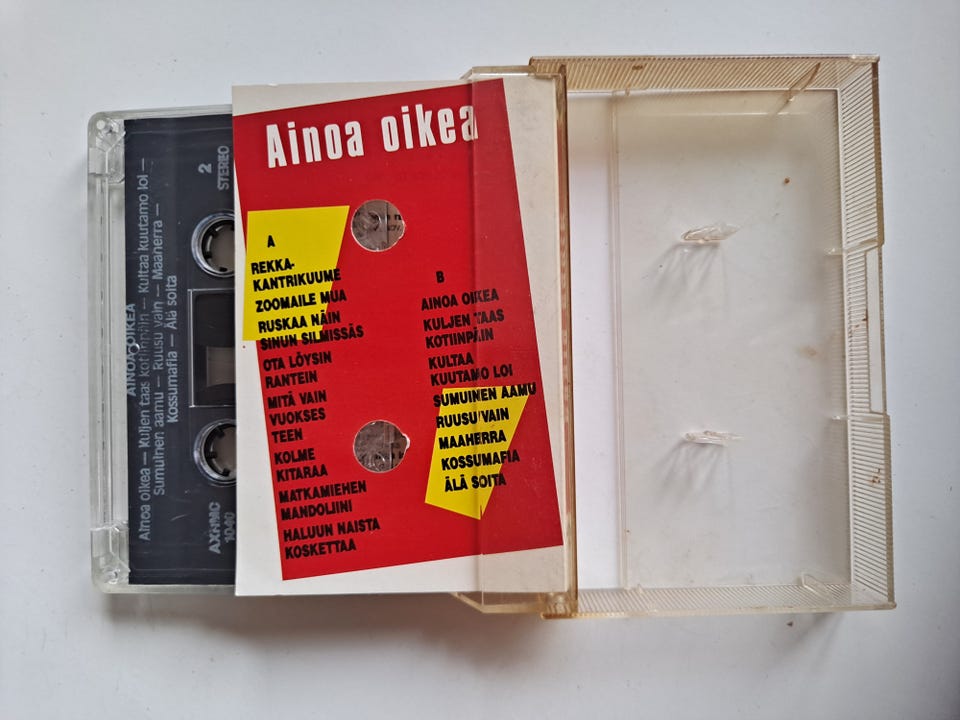 Ainoa oikea
A
REKKA-
KANTRIKUUME
ZOOMAILE MUA
RUSKAA NÄIN
SINUN SILMISSÄS
OTA LÖYSIN
RANTEIN
MITÄ VAIN
VUOKSES
TEEN
KOLME
KITARAA
MATKAMIEHEN
MANDOLIINI
HALUUN NAISTA
KOSKETTAA
B
AINOA OIKEA
KULJEN TAAS
KOTIINPÄIN
KULTAA
KUUTAMO LOI
SUMUINEN AAMU
RUUSU VAIN
MAAHERRA
KOSSUMAFIA
ÄLÄ SOITA
AINOA OIKEA
Ainoa oikea — Kuljen taas kotiinpäin — Kultaa kuutamo loi —
Sumuinen aamu — Ruusu vain — Maaherra —
Kossumafia — Älä soita
2
STEREO
AXRMC
1040